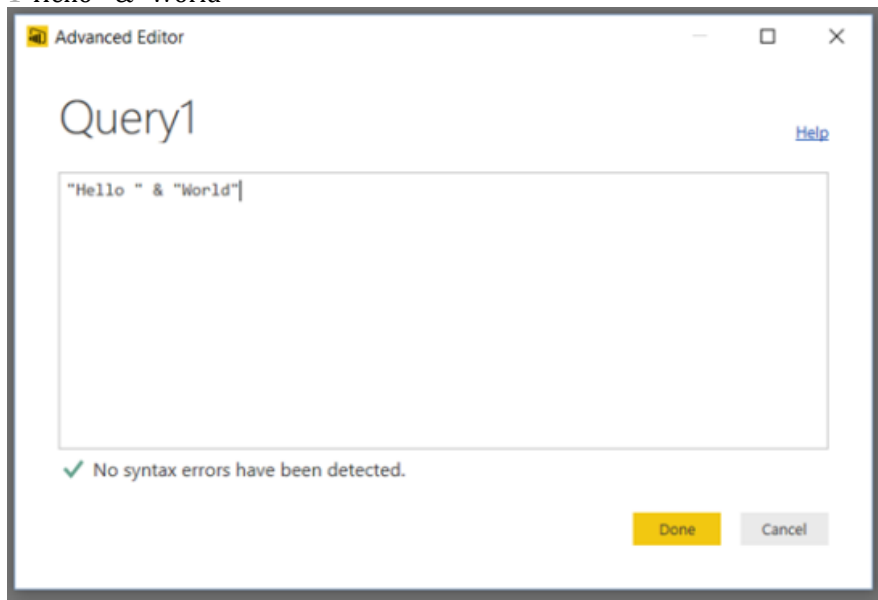 Advanced Editor
Query1
Help
"Hello " & "World"
No syntax errors have been detected.
Done Cancel